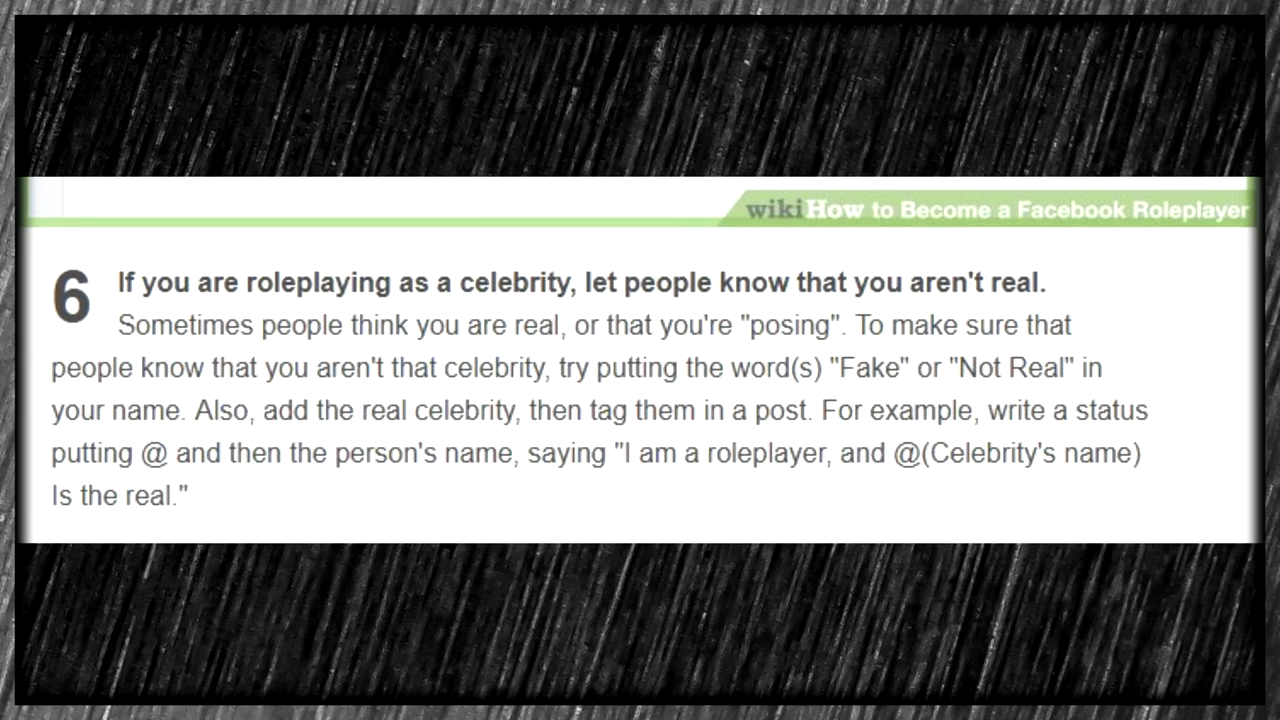 wikiHow to Become a Facebook Roleplayer
6 If you are roleplaying as a celebrity, let people know that you aren't real.
Sometimes people think you are real, or that you're "posing". To make sure that
people know that you aren't that celebrity, try putting the word(s) "Fake" or "Not Real" in
your name. Also, add the real celebrity, then tag them in a post. For example, write a status
putting @ and then the person's name, saying "I am a roleplayer, and @(Celebrity's name)
Is the real."